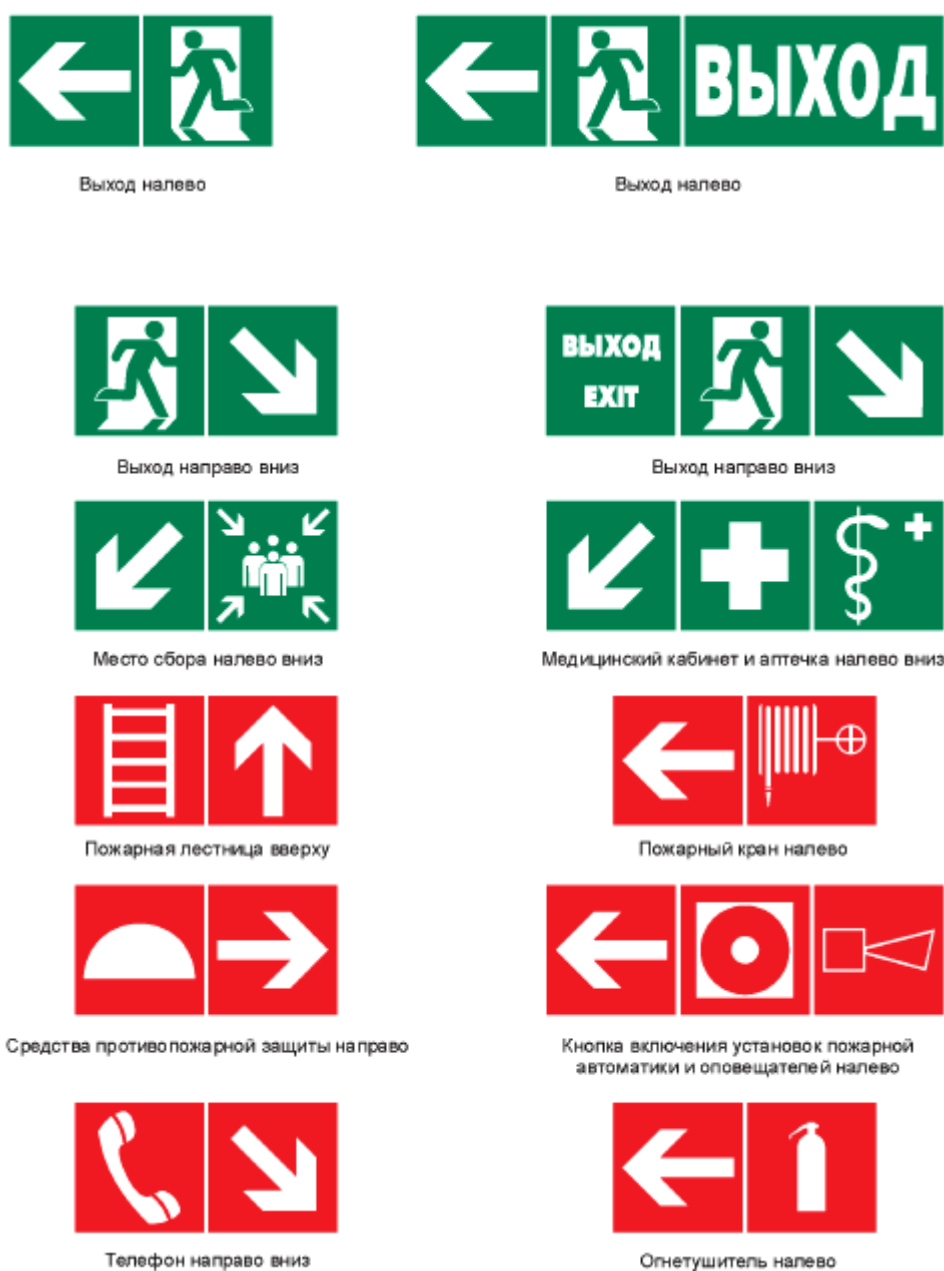 ВЫХОД
Выход налево
Выход налево
ВЫХОД
EXIT
Выход направо вниз
Выход направо вниз
Место сбора налево вниз
Медицинский кабинет и аптечка налево вниз
Пожарная лестница вверху
Пожарный кран налево
Средства противопожарной защиты направо
Кнопка включения установок пожарной
автоматики и оповещателей налево
Телефон направо вниз
Огнетушитель налево